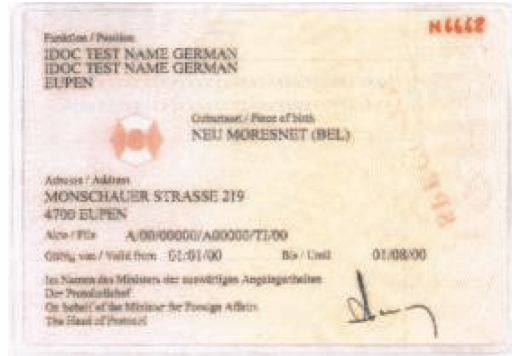 N6668
Funktion / Position
IDOC TEST NAME GERMAN
IDOC TEST NAME GERMAN
EUPEN
Geburtsort / Place of birth
NEU MORESNET (BEL)
Adresse / Address
MONSCHAUER STRASSE 219
4700 EUPEN
Akte / File A/00/00000/A00000/TI/00
Gültig von / Valid from 01/01/00 Bis / Until 01/08/00
Im Namen des Ministers der auswärtigen Angelegenheiten
Der Protokollchef
On behalf of the Minister for Foreign Affairs
The Head of Protocol